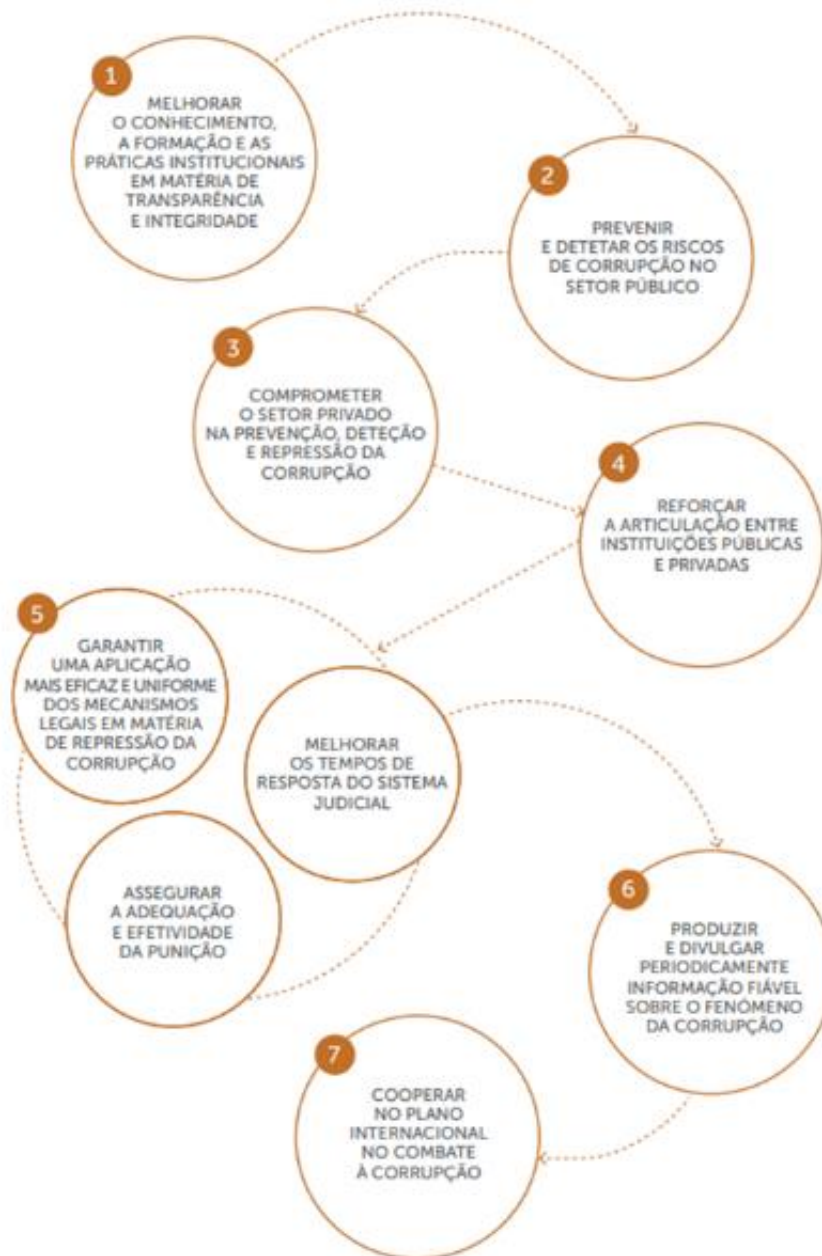 1
MELHORAR
O CONHECIMENTO,
A FORMAÇÃO E AS
PRÁTICAS INSTITUCIONAIS
EM MATÉRIA DE
TRANSPARÊNCIA
E INTEGRIDADE
2
PREVENIR
E DETETAR OS RISCOS
DE CORRUPÇÃO NO
SETOR PÚBLICO
3
COMPROMETER
O SETOR PRIVADO
NA PREVENÇÃO, DETEÇÃO
E REPRESSÃO DA
CORRUPÇÃO
4
REFORÇAR
A ARTICULAÇÃO ENTRE
INSTITUIÇÕES PÚBLICAS
E PRIVADAS
5
GARANTIR
UMA APLICAÇÃO
MAIS EFICAZ E UNIFORME
DOS MECANISMOS
LEGAIS EM MATÉRIA
DE REPRESSÃO DA
CORRUPÇÃO
MELHORAR
OS TEMPOS DE
RESPOSTA DO SISTEMA
JUDICIAL
ASSEGURAR
A ADEQUAÇÃO
E EFETIVIDADE
DA PUNIÇÃO
6
PRODUZIR
E DIVULGAR
PERIODICAMENTE
INFORMAÇÃO FIÁVEL
SOBRE O FENÓMENO
DA CORRUPÇÃO
7
COOPERAR
NO PLANO
INTERNACIONAL
NO COMBATE
À CORRUPÇÃO